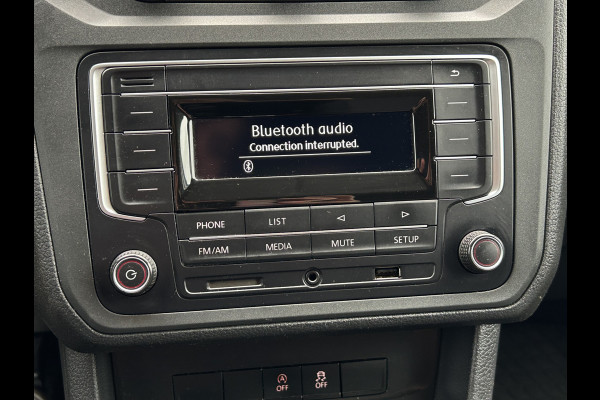 Bluetooth audio
Connection interrupted.
PHONE LIST
FM/AM MEDIA MUTE SETUP
A OFF OFF